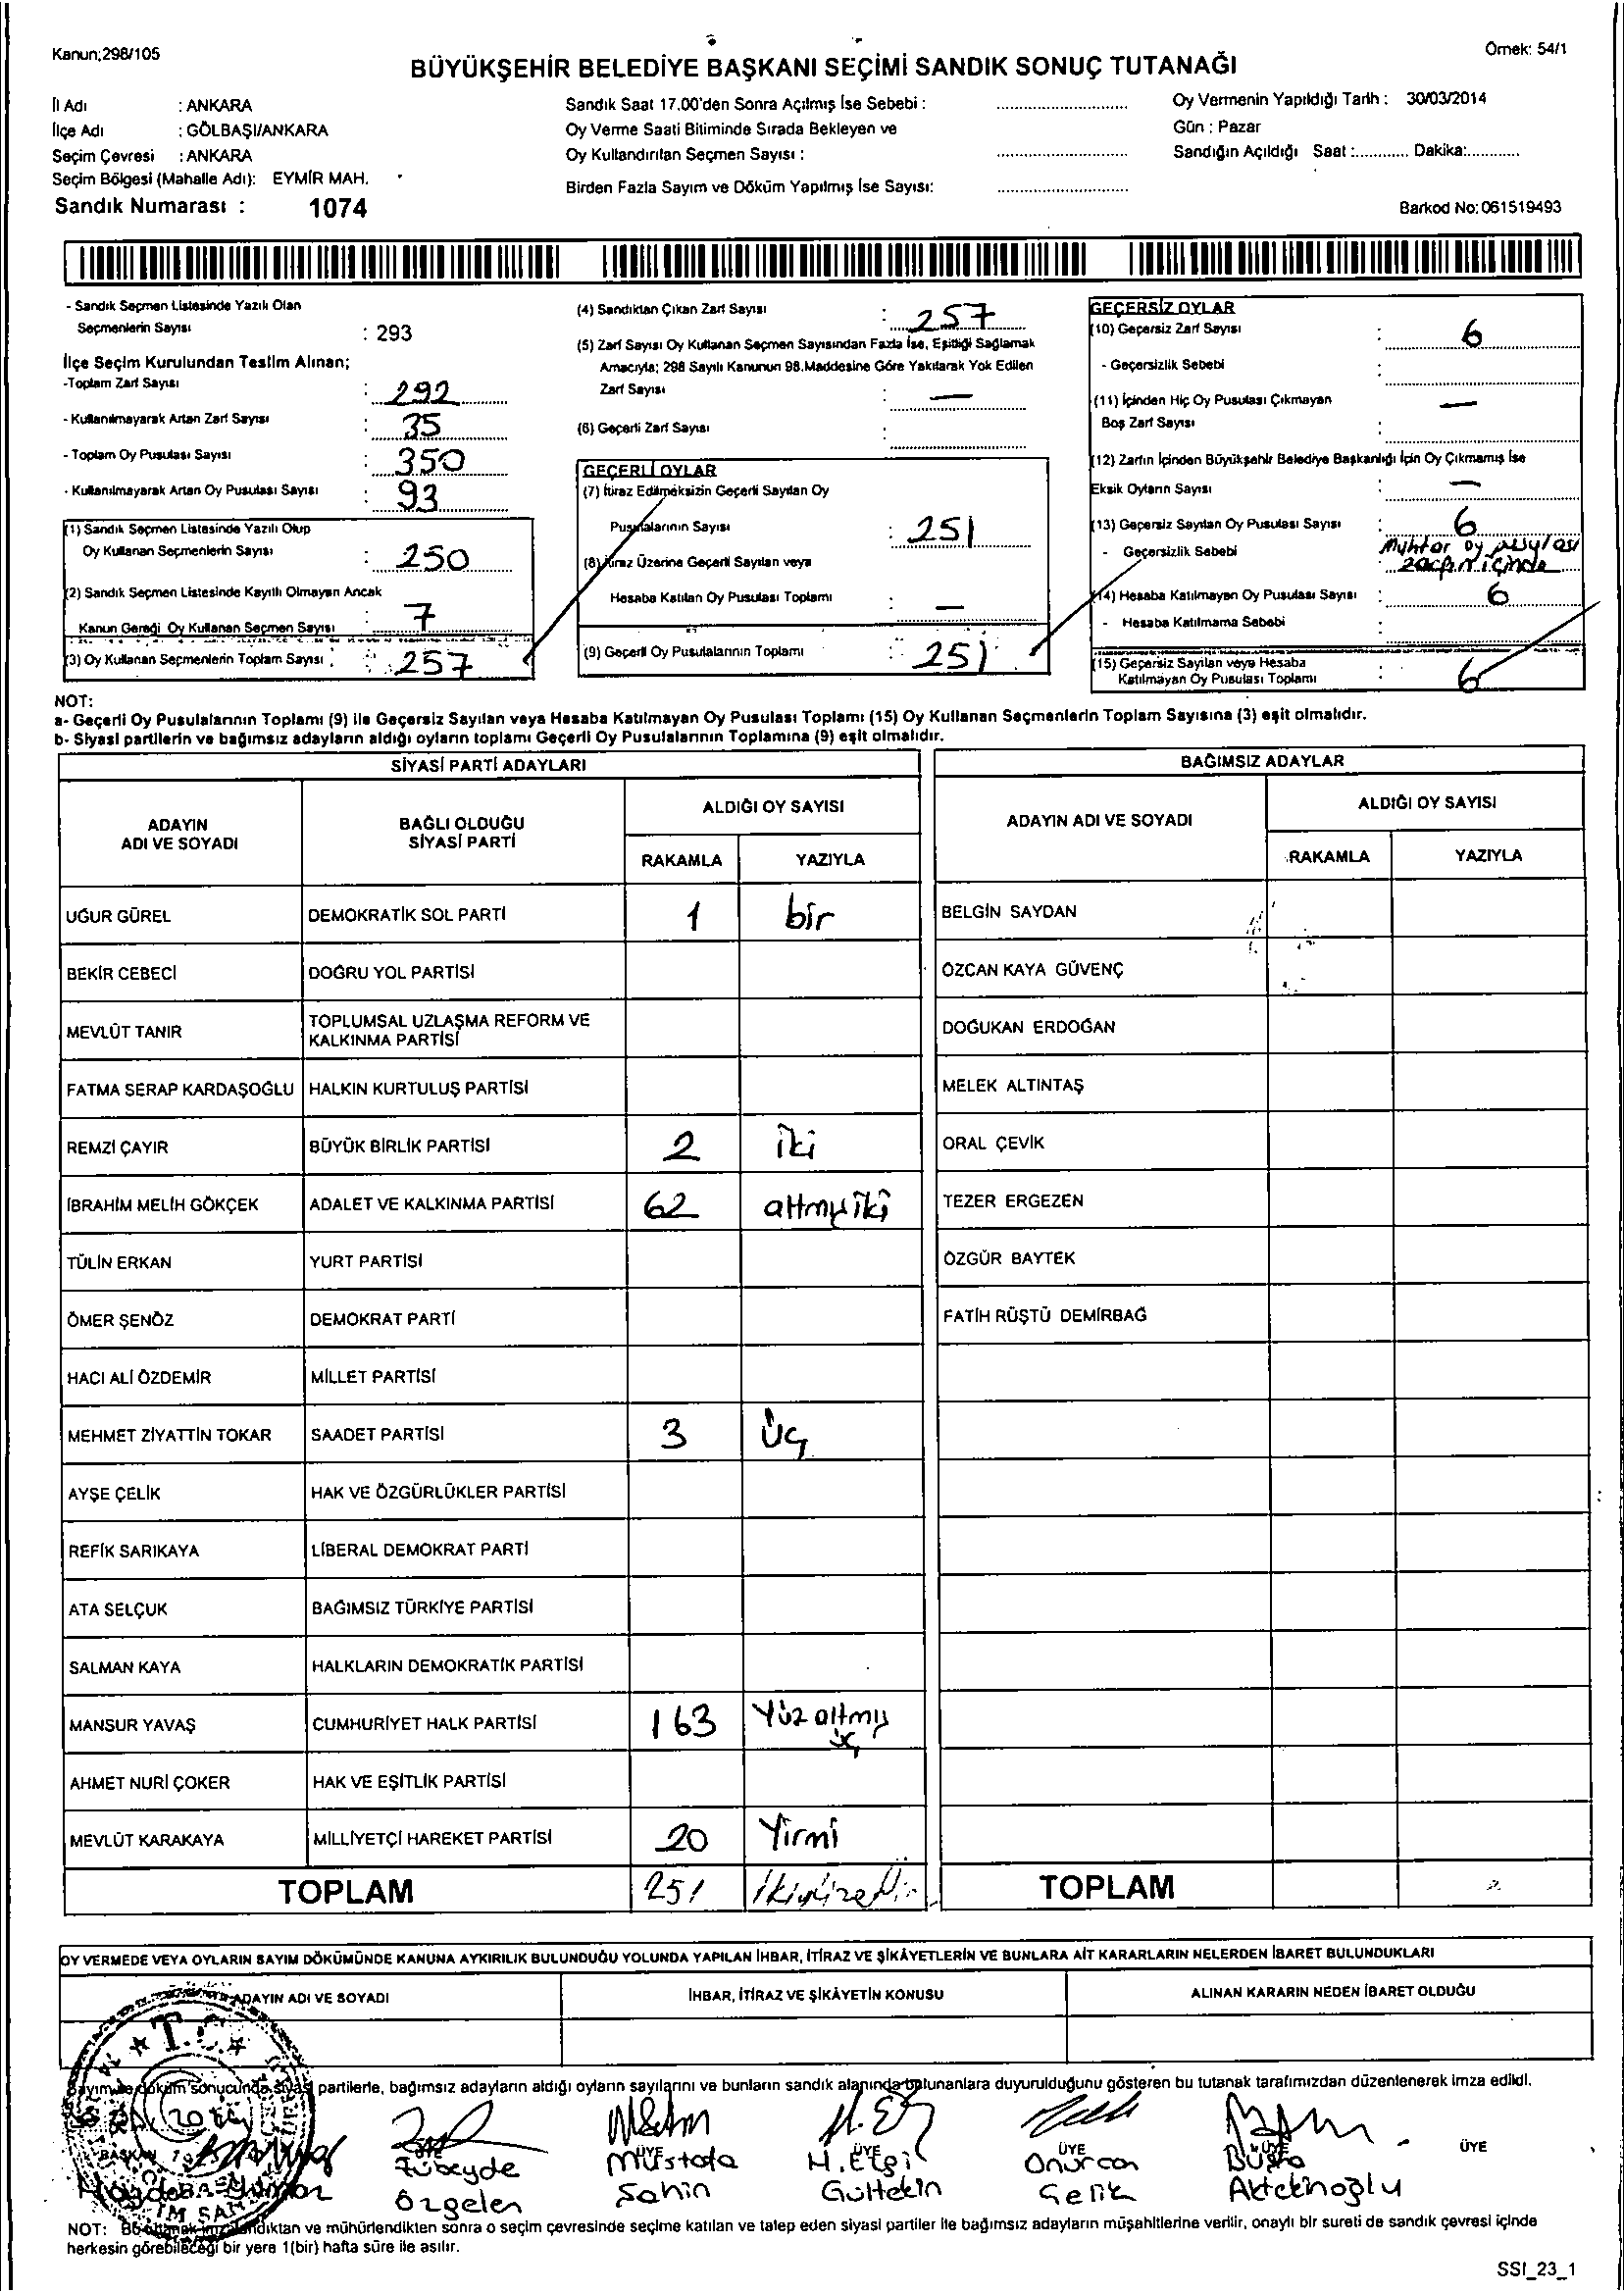 Kanun;298/105
Örnek: 54/1
BÜYÜKŞEHİR BELEDİYE BAŞKANI SEÇİMİ SANDIK SONUÇ TUTANAĞI
İl Adı : ANKARA
İlçe Adı : GÖLBAŞI/ANKARA
Seçim Çevresi : ANKARA
Seçim Bölgesi (Mahalle Adı): EYMİR MAH.
Sandık Numarası : 1074
Sandık Saat 17.00'den Sonra Açılmış İse Sebebi :
Oy Verme Saati Bitiminde Sırada Bekleyen ve
Oy Kullandırılan Seçmen Sayısı :
Birden Fazla Sayım ve Döküm Yapılmış İse Sayısı:
Oy Vermenin Yapıldığı Tarih : 30/03/2014
Gün : Pazar
Sandığın Açıldığı Saat :............ Dakika:...........
Barkod No: 061519493
- Sandık Seçmen Listesinde Yazılı Olan
Seçmenlerin Sayısı : 293
İlçe Seçim Kurulundan Teslim Alınan;
-Toplam Zarf Sayısı : 292
- Kullanılmayarak Artan Zarf Sayısı : 35
- Toplam Oy Pusulası Sayısı : 350
- Kullanılmayarak Artan Oy Pusulası Sayısı : 93
(1) Sandık Seçmen Listesinde Yazılı Olup
Oy Kullanan Seçmenlerin Sayısı : 250
(2) Sandık Seçmen Listesinde Kayıtlı Olmayan Ancak
Kanun Gereği Oy Kullanan Seçmen Sayısı : 7
(3) Oy Kullanan Seçmenlerin Toplam Sayısı : 257
(4) Sandıktan Çıkan Zarf Sayısı : 257
(5) Zarf Sayısı Oy Kullanan Seçmen Sayısından Fazla İse, Eşitliği Sağlamak
Amacıyla; 298 Sayılı Kanunun 98.Maddesine Göre Yakılarak Yok Edilen
Zarf Sayısı : —
(6) Geçerli Zarf Sayısı :
GEÇERLİ OYLAR
(7) İtiraz Edilmeksizin Geçerli Sayılan Oy
Pusulalarının Sayısı : 251
(8) İtiraz Üzerine Geçerli Sayılan veya
Hesaba Katılan Oy Pusulası Toplamı : —
(9) Geçerli Oy Pusulalarının Toplamı : 251
GEÇERSİZ OYLAR
(10) Geçersiz Zarf Sayısı : 6
- Geçersizlik Sebebi :
(11) İçinden Hiç Oy Pusulası Çıkmayan —
Boş Zarf Sayısı :
(12) Zarfın İçinden Büyükşehir Belediye Başkanlığı İçin Oy Çıkmamış İse
Eksik Oyların Sayısı : —
(13) Geçersiz Sayılan Oy Pusulası Sayısı : 6
- Geçersizlik Sebebi : Muhtar oy pusulası
zarfın içinde
(14) Hesaba Katılmayan Oy Pusulası Sayısı : 6
- Hesaba Katılmama Sebebi :
(15) Geçersiz Sayılan veya Hesaba
Katılmayan Oy Pusulası Toplamı : 6
NOT:
a- Geçerli Oy Pusulalarının Toplamı (9) ile Geçersiz Sayılan veya Hesaba Katılmayan Oy Pusulası Toplamı (15) Oy Kullanan Seçmenlerin Toplam Sayısına (3) eşit olmalıdır.
b- Siyasi partilerin ve bağımsız adayların aldığı oyların toplamı Geçerli Oy Pusulalarının Toplamına (9) eşit olmalıdır.
SİYASİ PARTİ ADAYLARI
ADAYIN
ADI VE SOYADI
BAĞLI OLDUĞU
SİYASİ PARTİ
ALDIĞI OY SAYISI
RAKAMLA YAZIYLA
UĞUR GÜREL DEMOKRATİK SOL PARTİ 1 bir
BEKİR CEBECİ DOĞRU YOL PARTİSİ
MEVLÜT TANIR TOPLUMSAL UZLAŞMA REFORM VE
KALKINMA PARTİSİ
FATMA SERAP KARDAŞOĞLU HALKIN KURTULUŞ PARTİSİ
REMZİ ÇAYIR BÜYÜK BİRLİK PARTİSİ 2 iki
İBRAHİM MELİH GÖKÇEK ADALET VE KALKINMA PARTİSİ 62 altmış iki
TÜLİN ERKAN YURT PARTİSİ
ÖMER ŞENÖZ DEMOKRAT PARTİ
HACI ALİ ÖZDEMİR MİLLET PARTİSİ
MEHMET ZİYATTİN TOKAR SAADET PARTİSİ 3 Üç
AYŞE ÇELİK HAK VE ÖZGÜRLÜKLER PARTİSİ
REFİK SARIKAYA LİBERAL DEMOKRAT PARTİ
ATA SELÇUK BAĞIMSIZ TÜRKİYE PARTİSİ
SALMAN KAYA HALKLARIN DEMOKRATİK PARTİSİ
MANSUR YAVAŞ CUMHURİYET HALK PARTİSİ 163 Yüz altmış
üç
AHMET NURİ ÇOKER HAK VE EŞİTLİK PARTİSİ
MEVLÜT KARAKAYA MİLLİYETÇİ HAREKET PARTİSİ 20 Yirmi
TOPLAM 251
BAĞIMSIZ ADAYLAR
ADAYIN ADI VE SOYADI
ALDIĞI OY SAYISI
RAKAMLA YAZIYLA
BELGİN SAYDAN
ÖZCAN KAYA GÜVENÇ
DOĞUKAN ERDOĞAN
MELEK ALTINTAŞ
ORAL ÇEVİK
TEZER ERGEZEN
ÖZGÜR BAYTEK
FATİH RÜŞTÜ DEMİRBAĞ
TOPLAM
OY VERMEDE VEYA OYLARIN SAYIM DÖKÜMÜNDE KANUNA AYKIRILIK BULUNDUĞU YOLUNDA YAPILAN İHBAR, İTİRAZ VE ŞİKÂYETLERİN VE BUNLARA AİT KARARLARIN NELERDEN İBARET BULUNDUKLARI
ADAYIN ADI VE SOYADI
İHBAR, İTİRAZ VE ŞİKÂYETİN KONUSU
ALINAN KARARIN NEDEN İBARET OLDUĞU
T.C.
Sayım ve döküm sonucunda siyasi partilerle, bağımsız adayların aldığı oyların sayılarını ve bunların sandık alanında bulunanlara duyurulduğunu gösteren bu tutanak tarafımızdan düzenlenerek imza edildi.
BAŞKAN ÜYE ÜYE ÜYE ÜYE ÜYE ÜYE
Zübeyde Mustafa H. Ezgi Onurcan Büşra
Özgelen Şahin Gültekin Çelik Aktekinoğlu
NOT: Bu tutanak imzalandıktan ve mühürlendikten sonra o seçim çevresinde seçime katılan ve talep eden siyasi partiler ile bağımsız adayların müşahitlerine verilir, onaylı bir sureti de sandık çevresi içinde
herkesin görebileceği bir yere 1(bir) hafta süre ile asılır.
SSI_23_1